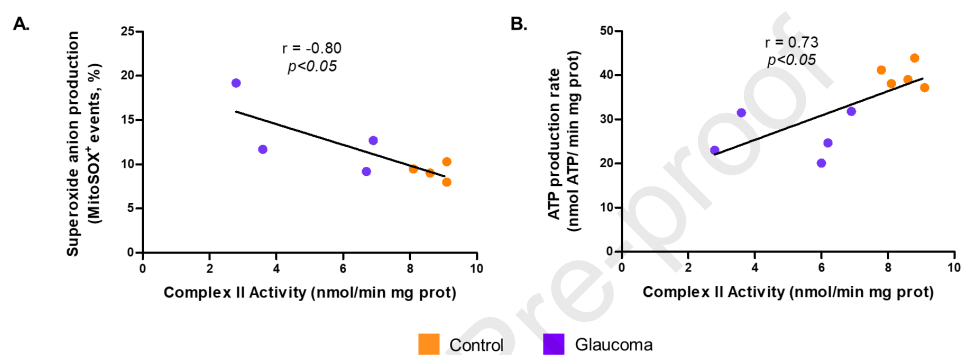 A.
Superoxide anion production
(MitoSOX⁺ events, %)
25
20
15
10
5
0
r = -0.80
p<0.05
0 2 4 6 8 10
Complex II Activity (nmol/min mg prot)
B.
ATP production rate
(nmol ATP/ min mg prot)
50
40
30
20
10
0
r = 0.73
p<0.05
0 2 4 6 8 10
Complex II Activity (nmol/min mg prot)
Control Glaucoma
Pre-proof